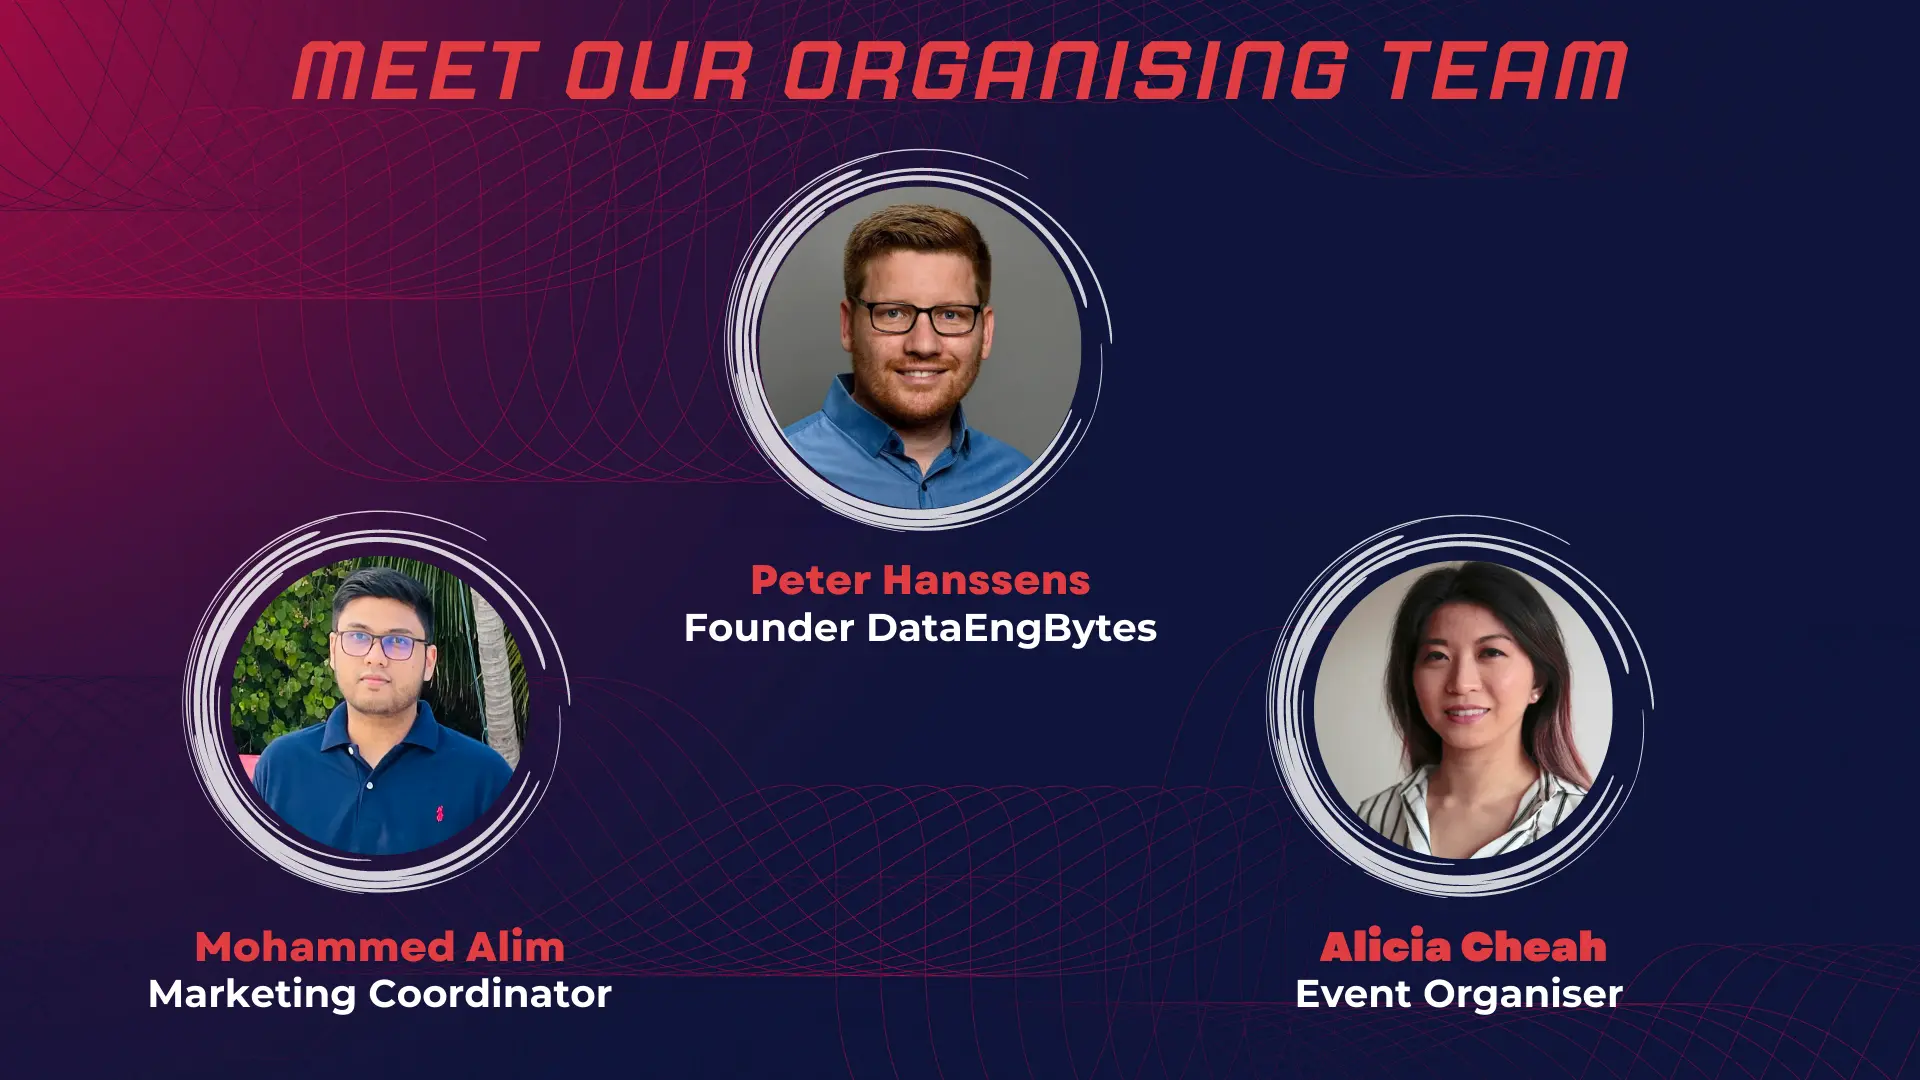 MEET OUR ORGANISING TEAM
Peter Hanssens
Founder DataEngBytes
Mohammed Alim
Marketing Coordinator
Alicia Cheah
Event Organiser